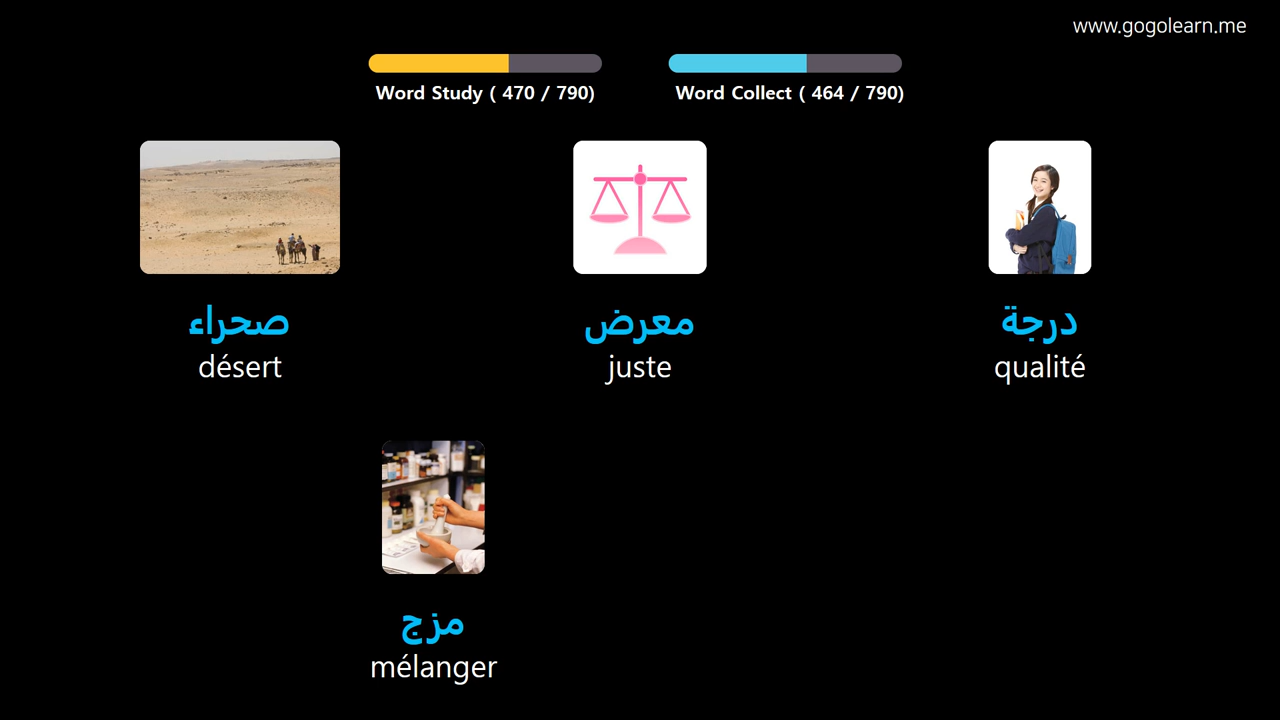 www.gogolearn.me
Word Study ( 470 / 790)
Word Collect ( 464 / 790)
صحراء
désert
معرض
juste
درجة
qualité
مزج
mélanger